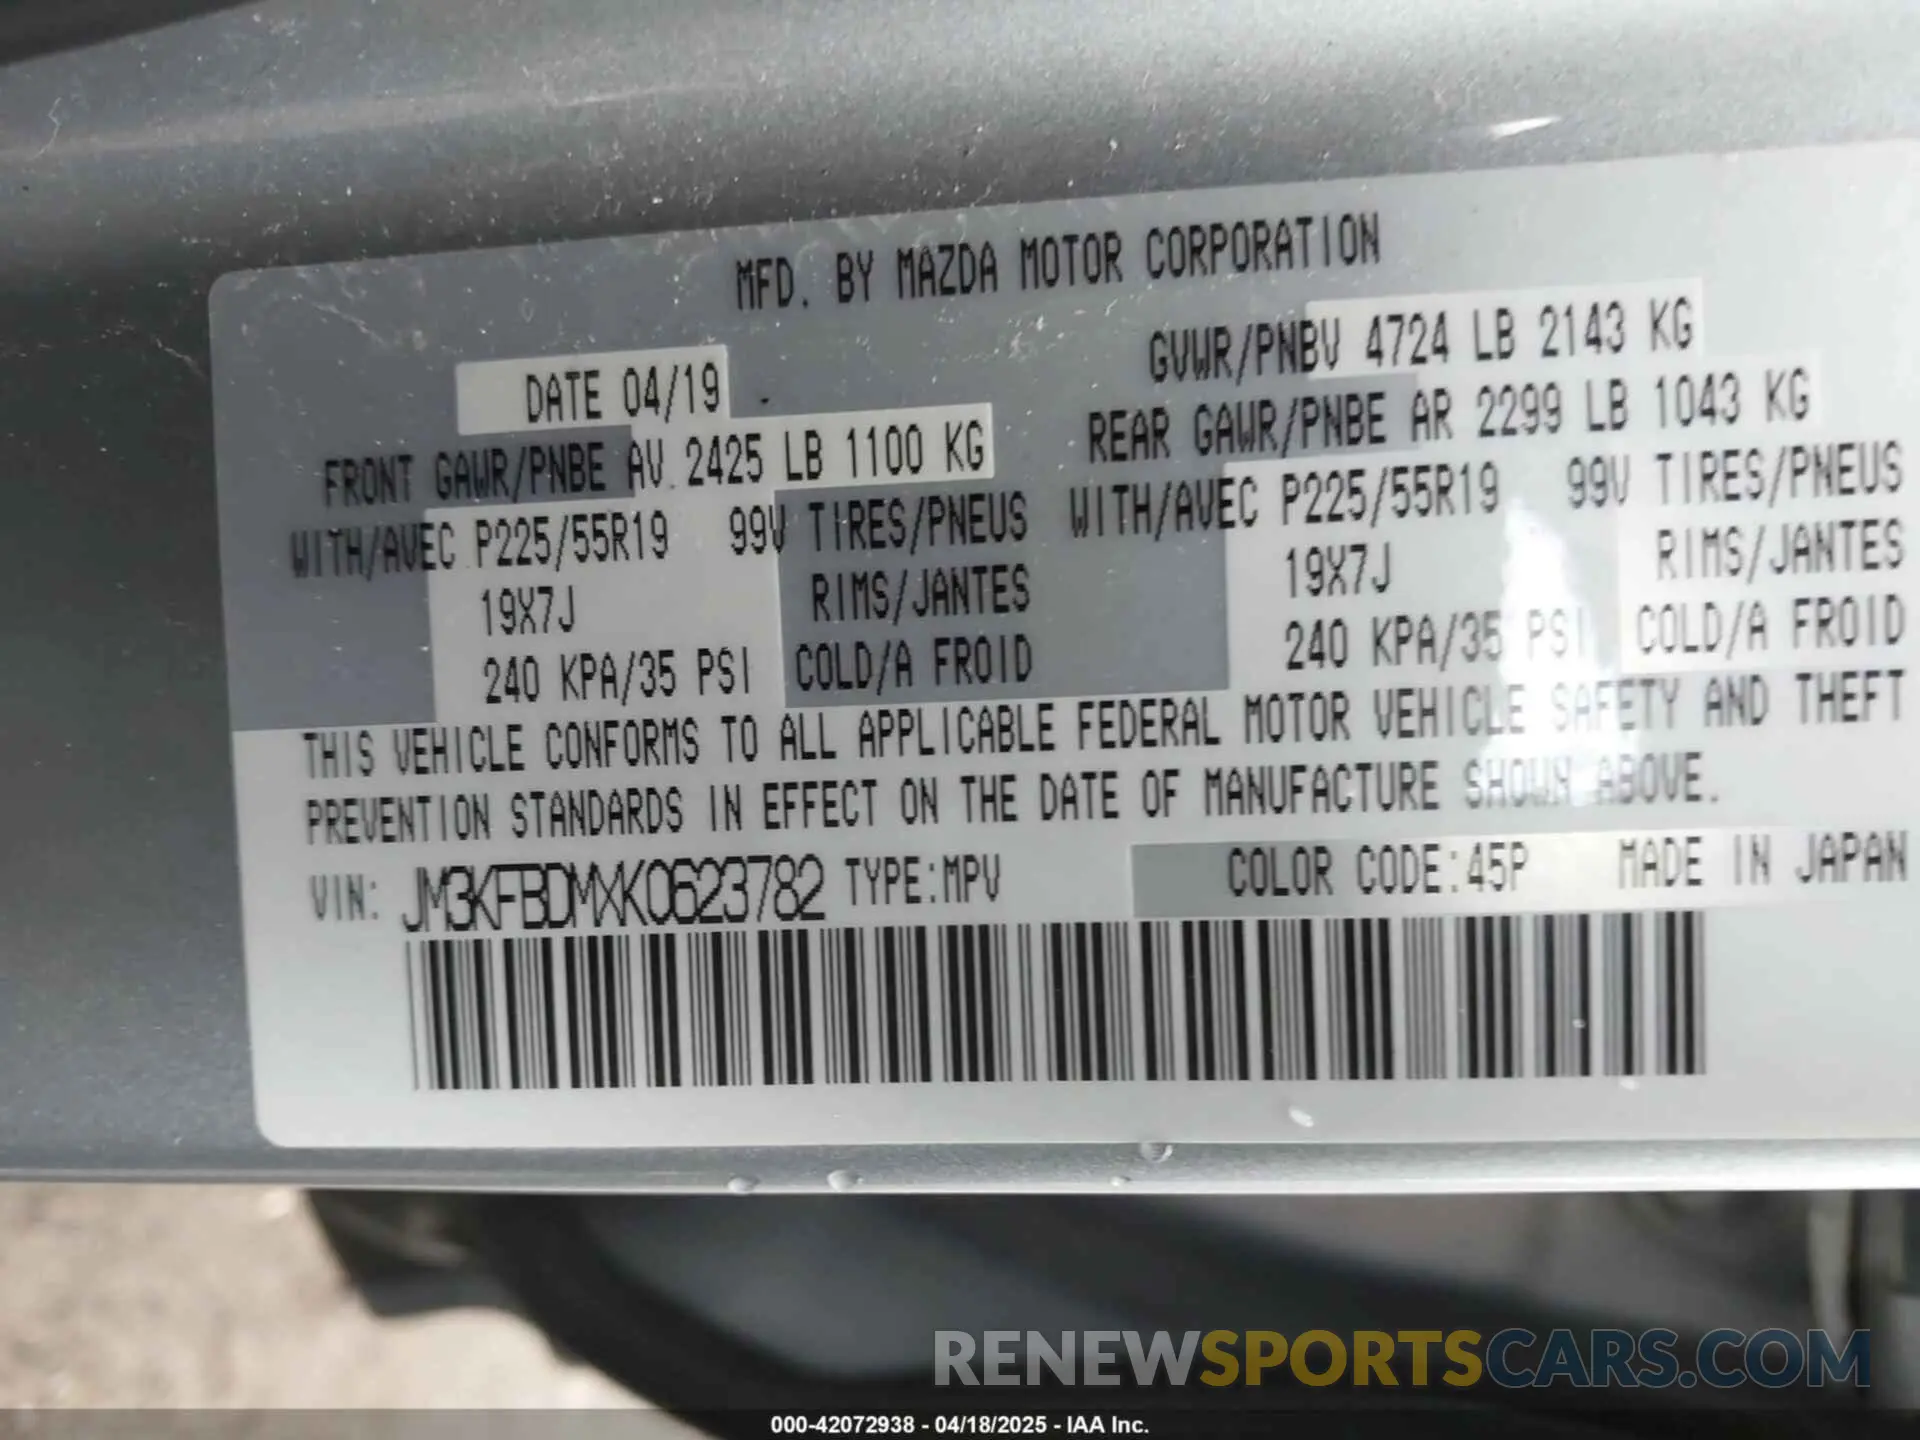 MFD. BY MAZDA MOTOR CORPORATION
DATE 04/19
GVWR/PNBV 4724 LB 2143 KG
FRONT GAWR/PNBE AV 2425 LB 1100 KG
REAR GAWR/PNBE AR 2299 LB 1043 KG
WITH/AVEC P225/55R19 99V TIRES/PNEUS
WITH/AVEC P225/55R19 99V TIRES/PNEUS
19X7J RIMS/JANTES
19X7J RIMS/JANTES
240 KPA/35 PSI COLD/A FROID
240 KPA/35 PSI COLD/A FROID
THIS VEHICLE CONFORMS TO ALL APPLICABLE FEDERAL MOTOR VEHICLE SAFETY AND THEFT
PREVENTION STANDARDS IN EFFECT ON THE DATE OF MANUFACTURE SHOWN ABOVE.
VIN: JM3KFBDMXK0623782 TYPE:MPV COLOR CODE:45P MADE IN JAPAN
RENEWSPORTSCARS.COM
000-42072938 - 04/18/2025 - IAA Inc.